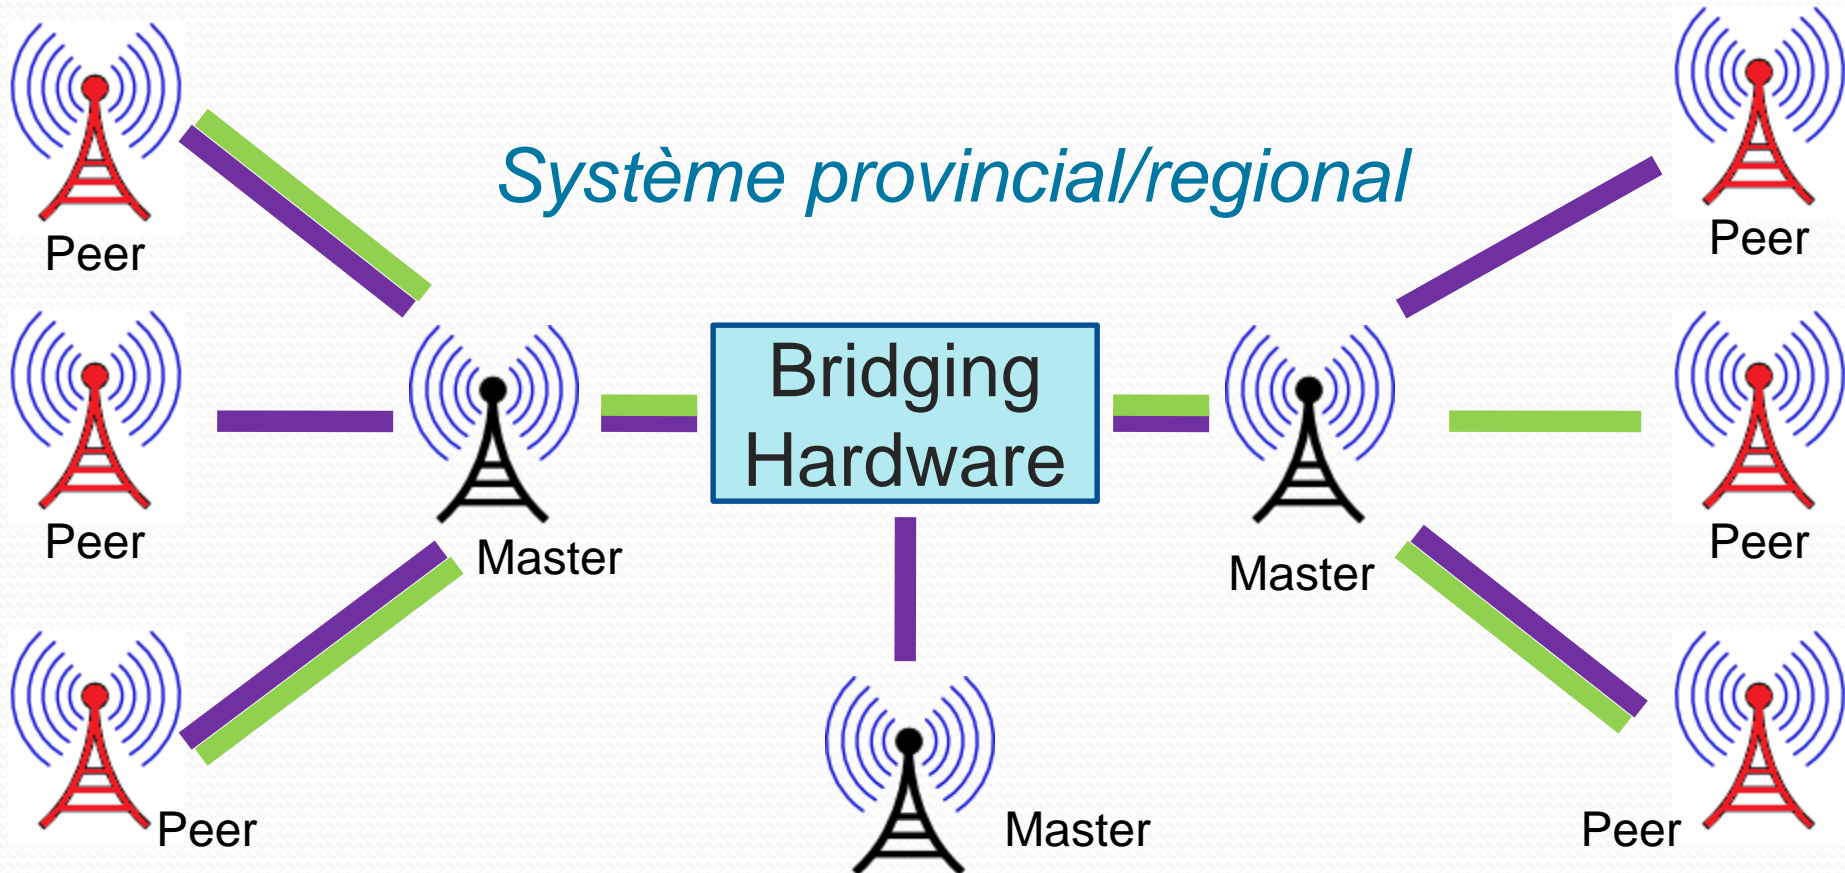 Système provincial/regional
Peer
Peer
Bridging
Hardware
Peer
Peer
Master
Master
Peer
Master
Peer